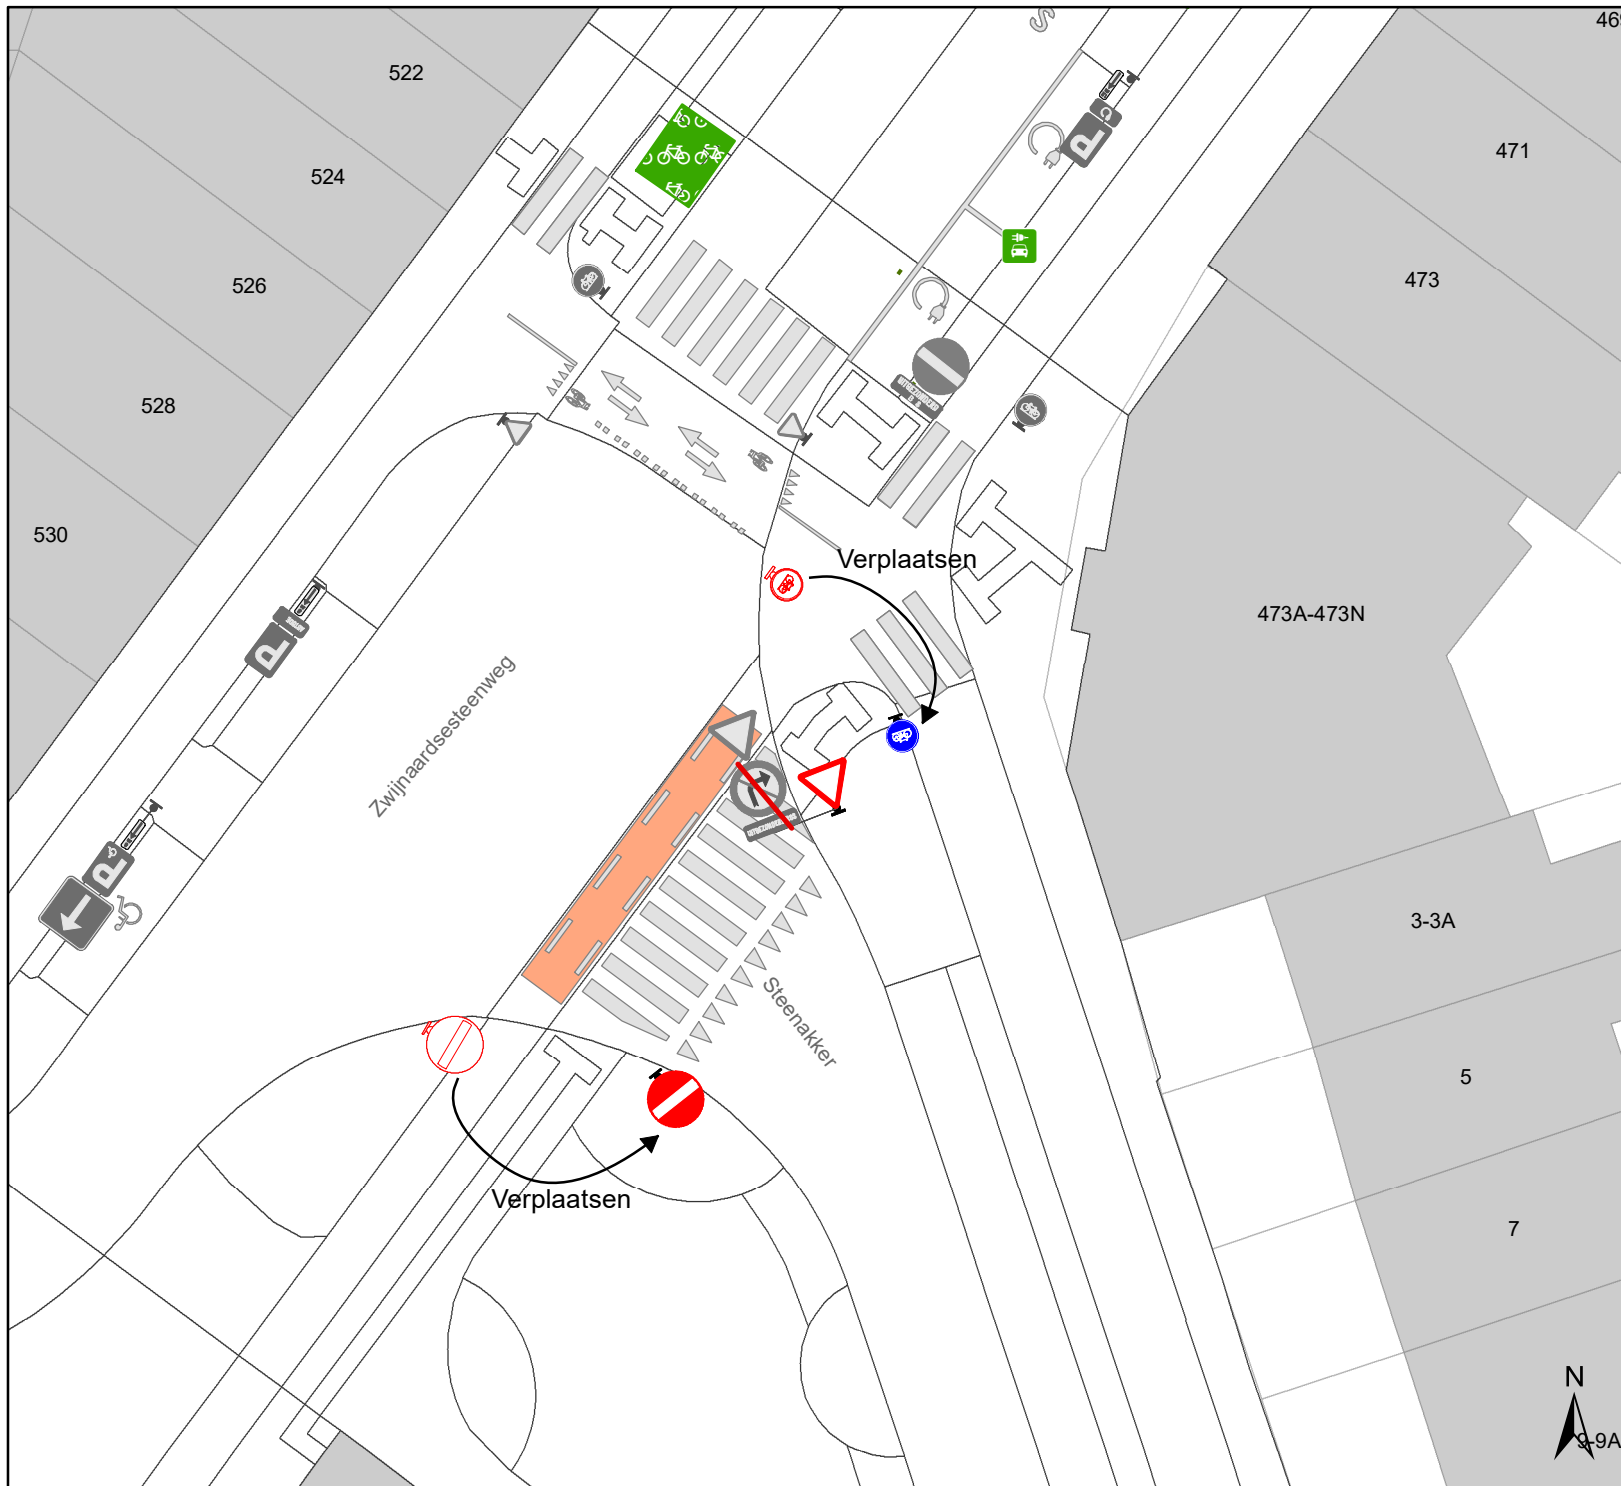 469
522
471
524
473
526
528
530
Verplaatsen
473A-473N
Zwijnaardsesteenweg
3-3A
Steenakker
5
Verplaatsen
7
N
9-9A